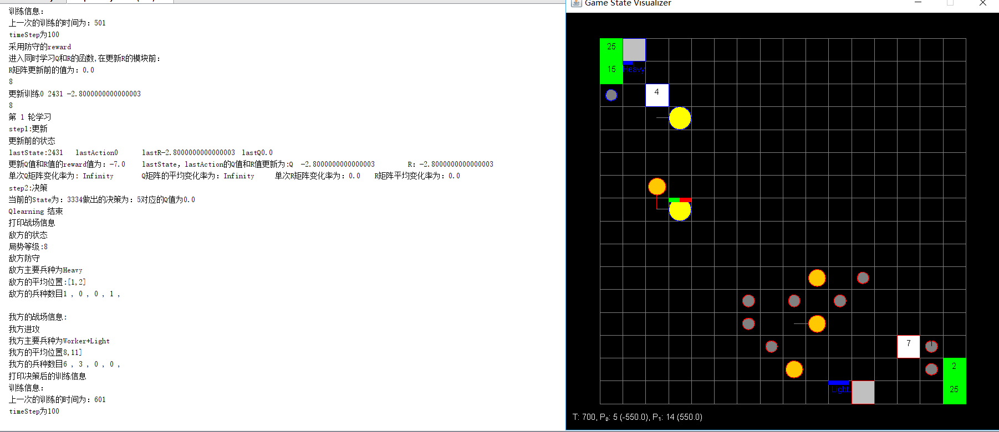 训练信息:
上一次的训练的时间为: 501
timeStep为100
采用防守的reward
进入同时学习Q和R的函数,在更新R的模块前:
R矩阵更新前的值为: 0.0
8
更新训练0 2431 -2.8000000000000003
8
第 1 轮学习
step1:更新
更新前的状态
lastState:2431 lastAction0 lastR-2.8000000000000003 lastQ0.0
更新Q值和R值的reward值为: -7.0 lastState, lastAction的Q值和R值更新为:Q -2.8000000000000003 R: -2.8000000000000003
单次Q矩阵变化率为: Infinity Q矩阵的平均变化率为: Infinity 单次R矩阵变化率为: 0.0 R矩阵平均变化率为: 0.0
step2:决策
当前的State为: 3334做出的决策为: 5对应的Q值为0.0
Qlearning 结束
打印战场信息
敌方的状态
局势等级:8
敌方防守
敌方主要兵种为Heavy
敌方的平均位置:[1,2]
敌方的兵种数目1 , 0 , 0 , 1 ,
我方的战场信息:
我方进攻
我方主要兵种为Worker+Light
我方的平均位置8,11]
我方的兵种数目6 , 3 , 0 , 0 ,
打印决策后的训练信息
训练信息:
上一次的训练的时间为: 601
timeStep为100
Game State Visualizer
25
15
Heavy
4
7
1
2
Light
25
T: 700, P₀: 5 (-550.0), P₁: 14 (550.0)